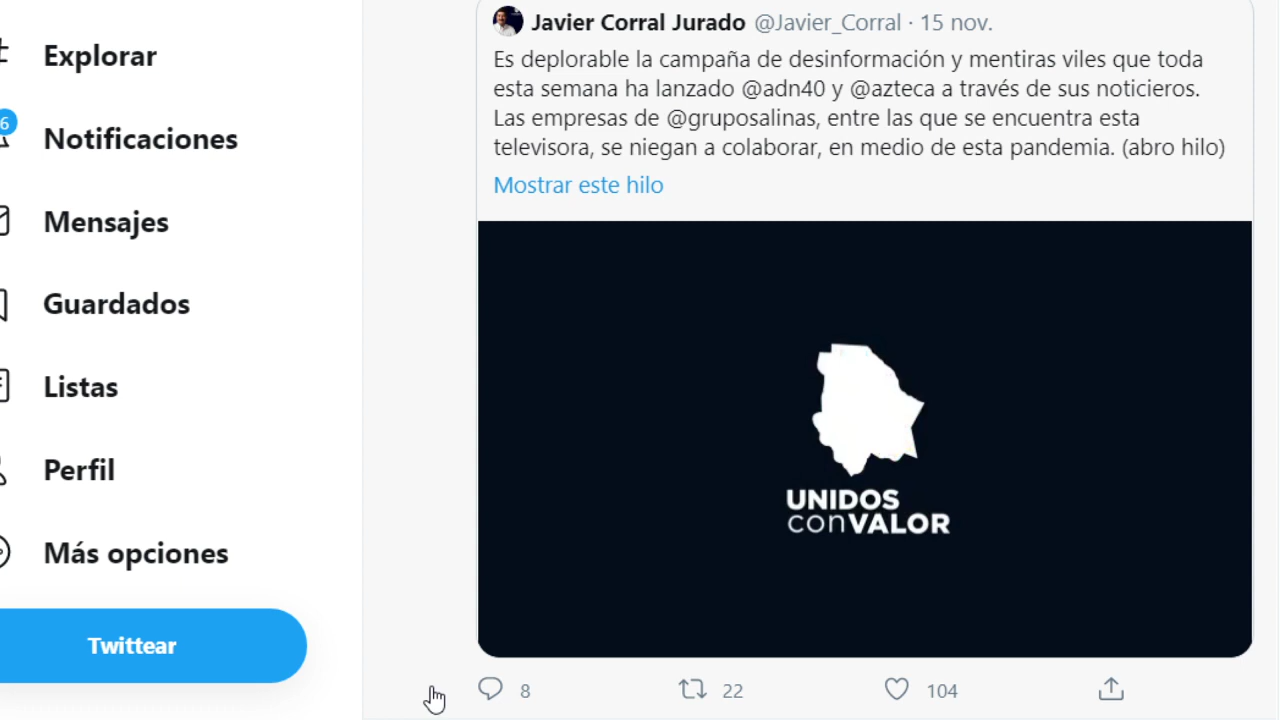 Explorar
6
Notificaciones
Mensajes
Guardados
Listas
Perfil
Más opciones
Twittear
Javier Corral Jurado @Javier_Corral · 15 nov.
Es deplorable la campaña de desinformación y mentiras viles que toda
esta semana ha lanzado @adn40 y @azteca a través de sus noticieros.
Las empresas de @gruposalinas, entre las que se encuentra esta
televisora, se niegan a colaborar, en medio de esta pandemia. (abro hilo)
Mostrar este hilo
UNIDOS
conVALOR
8 22 104